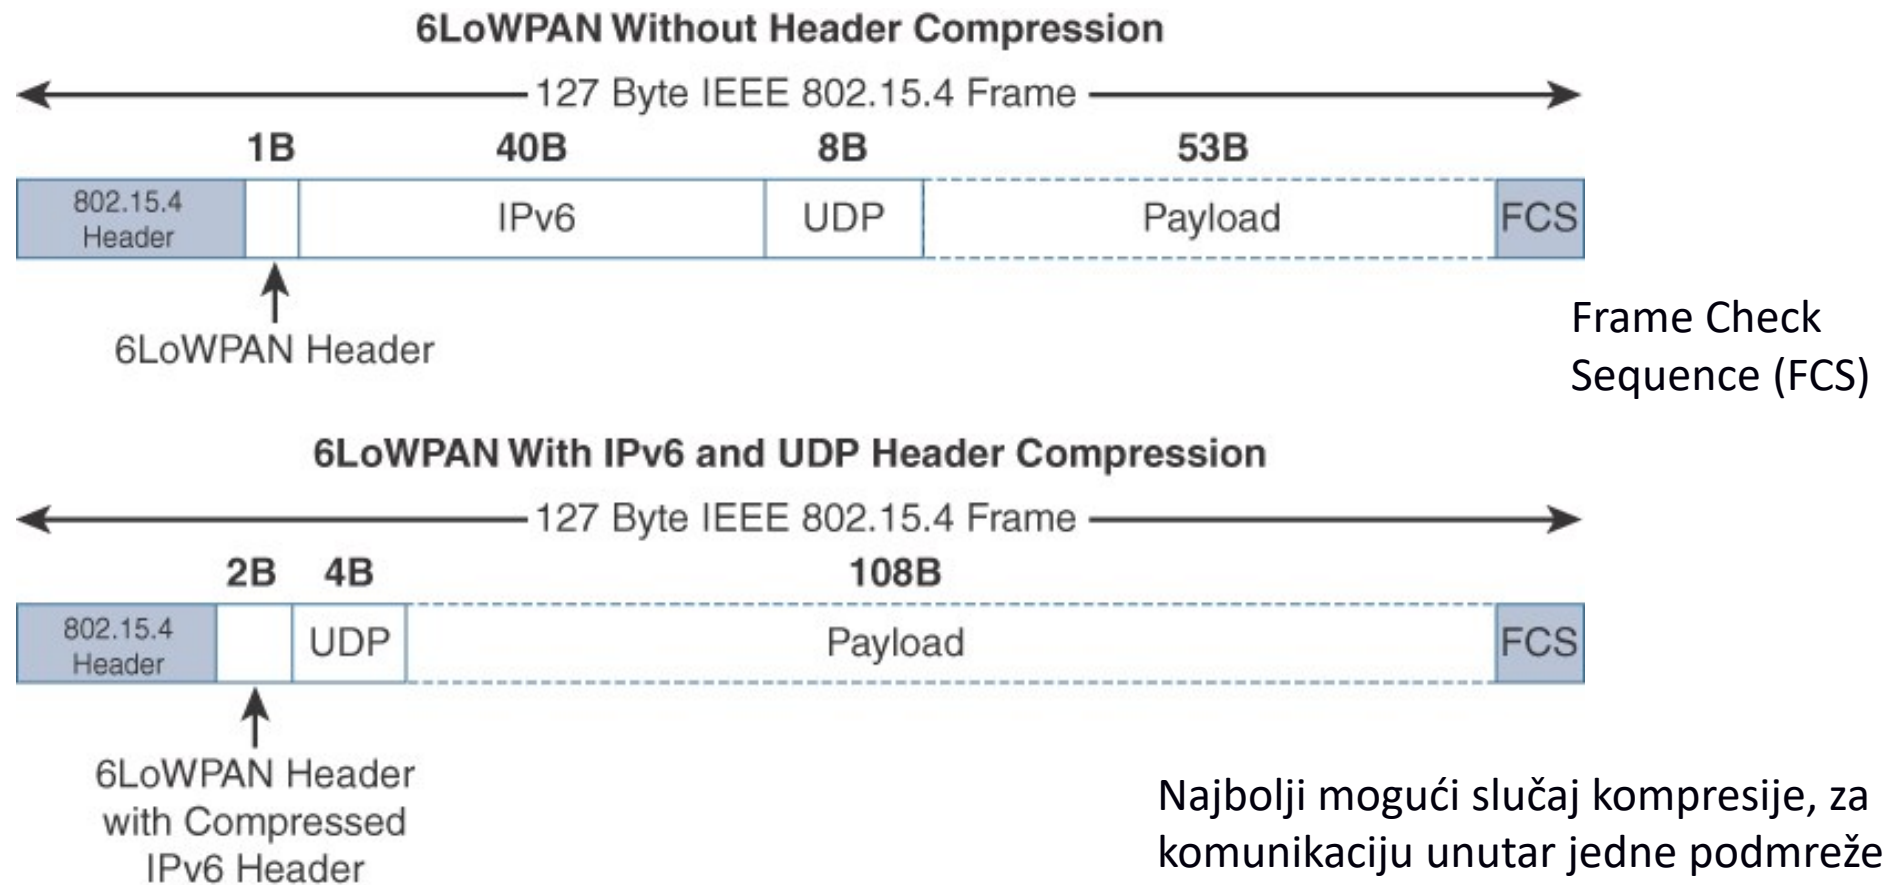 6LoWPAN Without Header Compression
127 Byte IEEE 802.15.4 Frame
1B 40B 8B 53B
802.15.4
Header
IPv6 UDP Payload FCS
6LoWPAN Header
Frame Check
Sequence (FCS)
6LoWPAN With IPv6 and UDP Header Compression
127 Byte IEEE 802.15.4 Frame
2B 4B 108B
802.15.4
Header
UDP Payload FCS
6LoWPAN Header
with Compressed
IPv6 Header
Najbolji mogući slučaj kompresije, za
komunikaciju unutar jedne podmreže